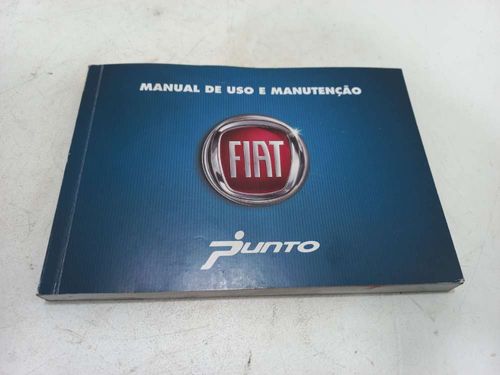 MANUAL DE USO E MANUTENÇÃO
FIAT
PUNTO